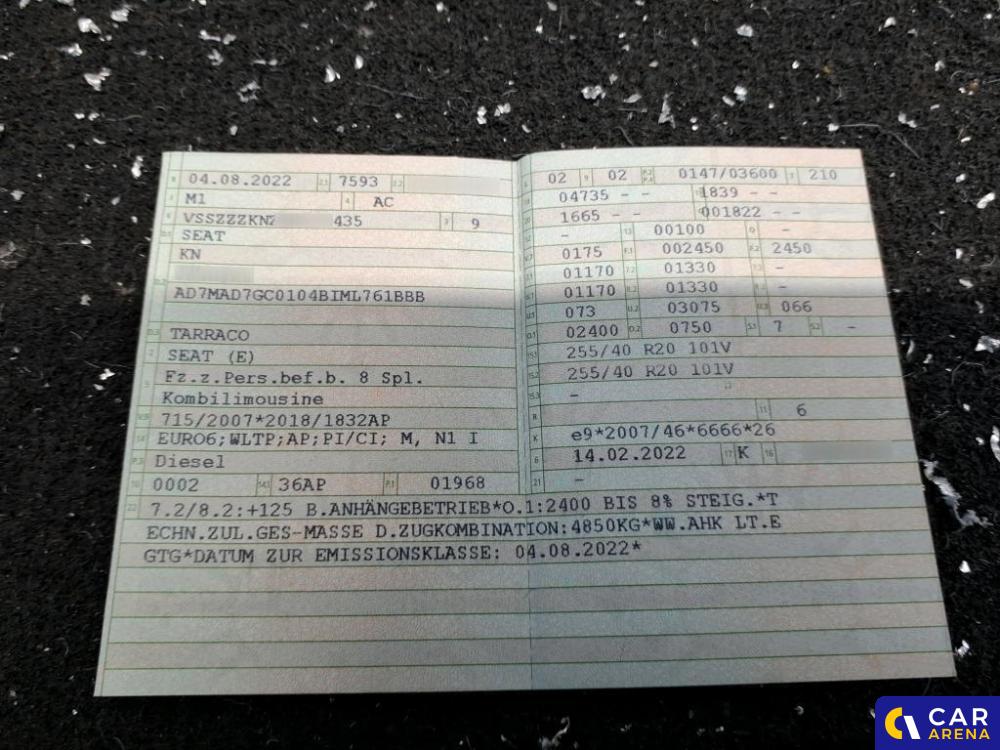 04.08.2022 7593
M1 AC
VSSZZZKNZ 435 9
SEAT
KN
AD7MAD7GC0104BIML761BBB
TARRACO
SEAT (E)
Fz.z.Pers.bef.b. 8 Spl.
Kombilimousine
715/2007*2018/1832AP
EURO6;WLTP;AP;PI/CI; M, N1 I
Diesel
0002 36AP 01968
02 02 0147/03600 210
04735 - - 1839 - -
1665 - - 001822 - -
- 00100 -
0175 002450 2450
01170 01330 -
01170 01330 -
073 03075 066
02400 0750 7 -
255/40 R20 101V
255/40 R20 101V
-
6
e9*2007/46*6666*26
14.02.2022 K
-
7.2/8.2:+125 B.ANHÄNGEBETRIEB*O.1:2400 BIS 8% STEIG.*T
ECHN.ZUL.GES-MASSE D.ZUGKOMBINATION:4850KG*WW.AHK LT.E
GTG*DATUM ZUR EMISSIONSKLASSE: 04.08.2022*
CAR
ARENA